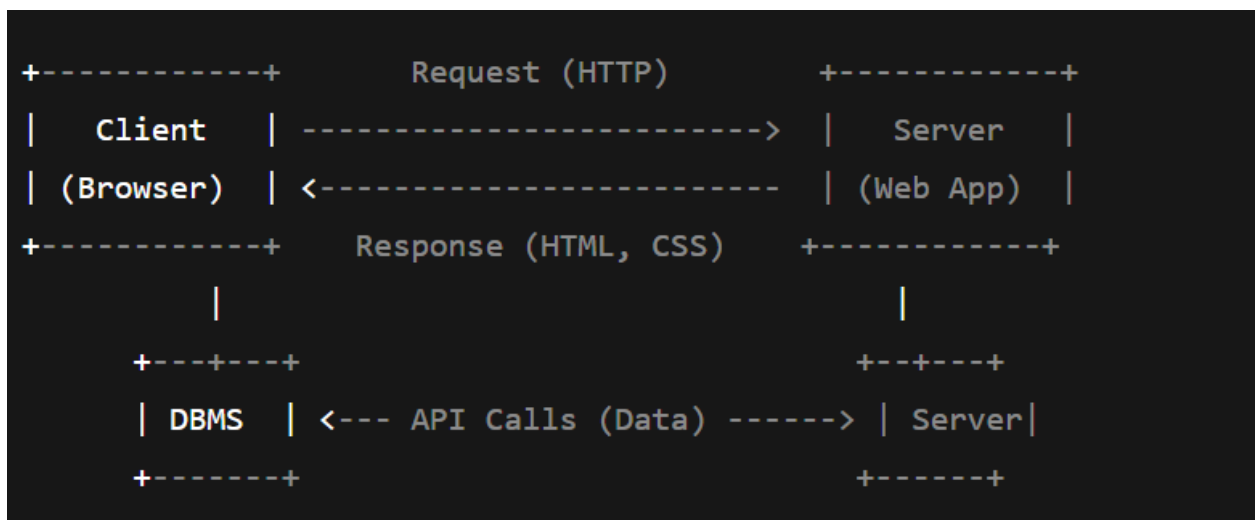 +------------+       Request (HTTP)        +------------+
|   Client   | -------------------------> |   Server   |
| (Browser)  | <------------------------- | (Web App)  |
+------------+    Response (HTML, CSS)    +------------+
          |                                    |
      +---+---+                              +--+---+
      | DBMS  | <--- API Calls (Data) ------> | Server|
      +-------+                              +------+